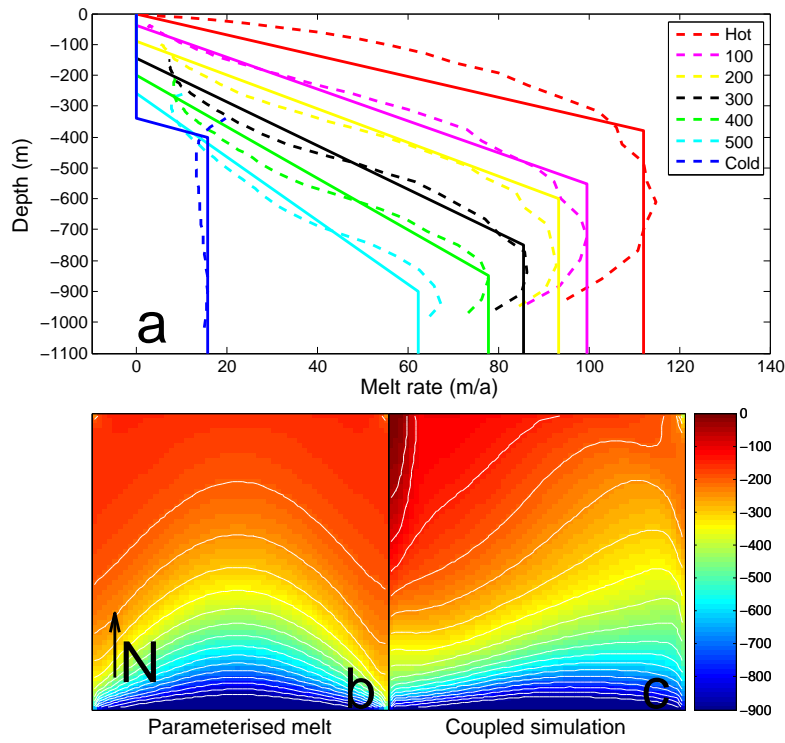 0
-100
-200
-300
-400
-500
-600
-700
-800
-900
-1000
-1100
Depth (m)
a
Hot
100
200
300
400
500
Cold
0 20 40 60 80 100 120 140
Melt rate (m/a)
N
b
c
0
-100
-200
-300
-400
-500
-600
-700
-800
-900
Parameterised melt
Coupled simulation